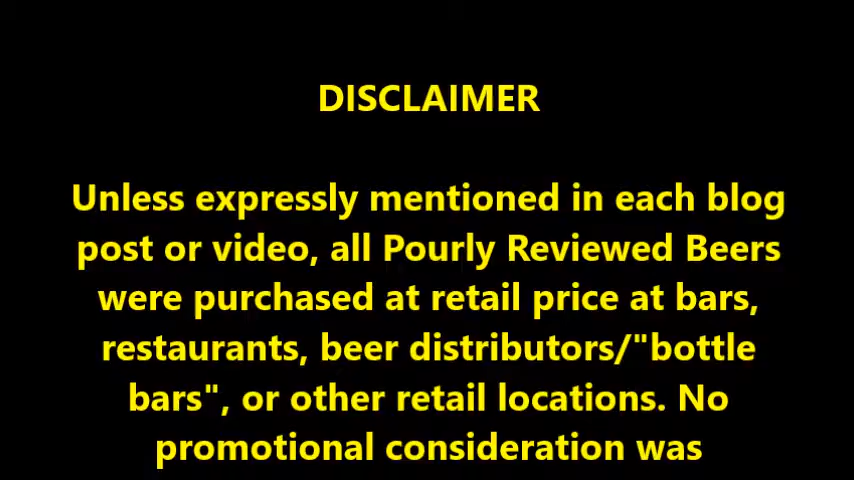 DISCLAIMER
Unless expressly mentioned in each blog
post or video, all Pourly Reviewed Beers
were purchased at retail price at bars,
restaurants, beer distributors/"bottle
bars", or other retail locations. No
promotional consideration was